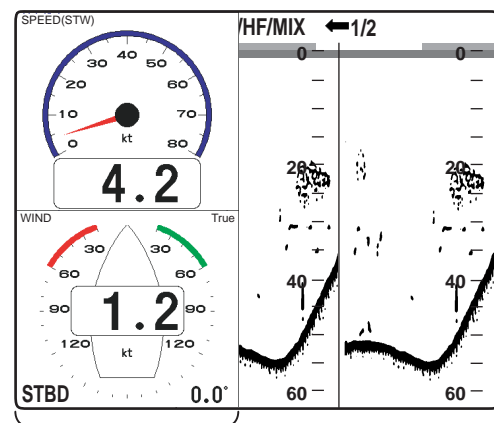 SPEED(STW)
0 10 20 30 40 50 60 70 80
kt
4.2
WIND True
30 30
60 60
90 90
120 120
1.2
kt
STBD 0.0°
/HF/MIX ←1/2
0 0
20 20
40 40
60 60